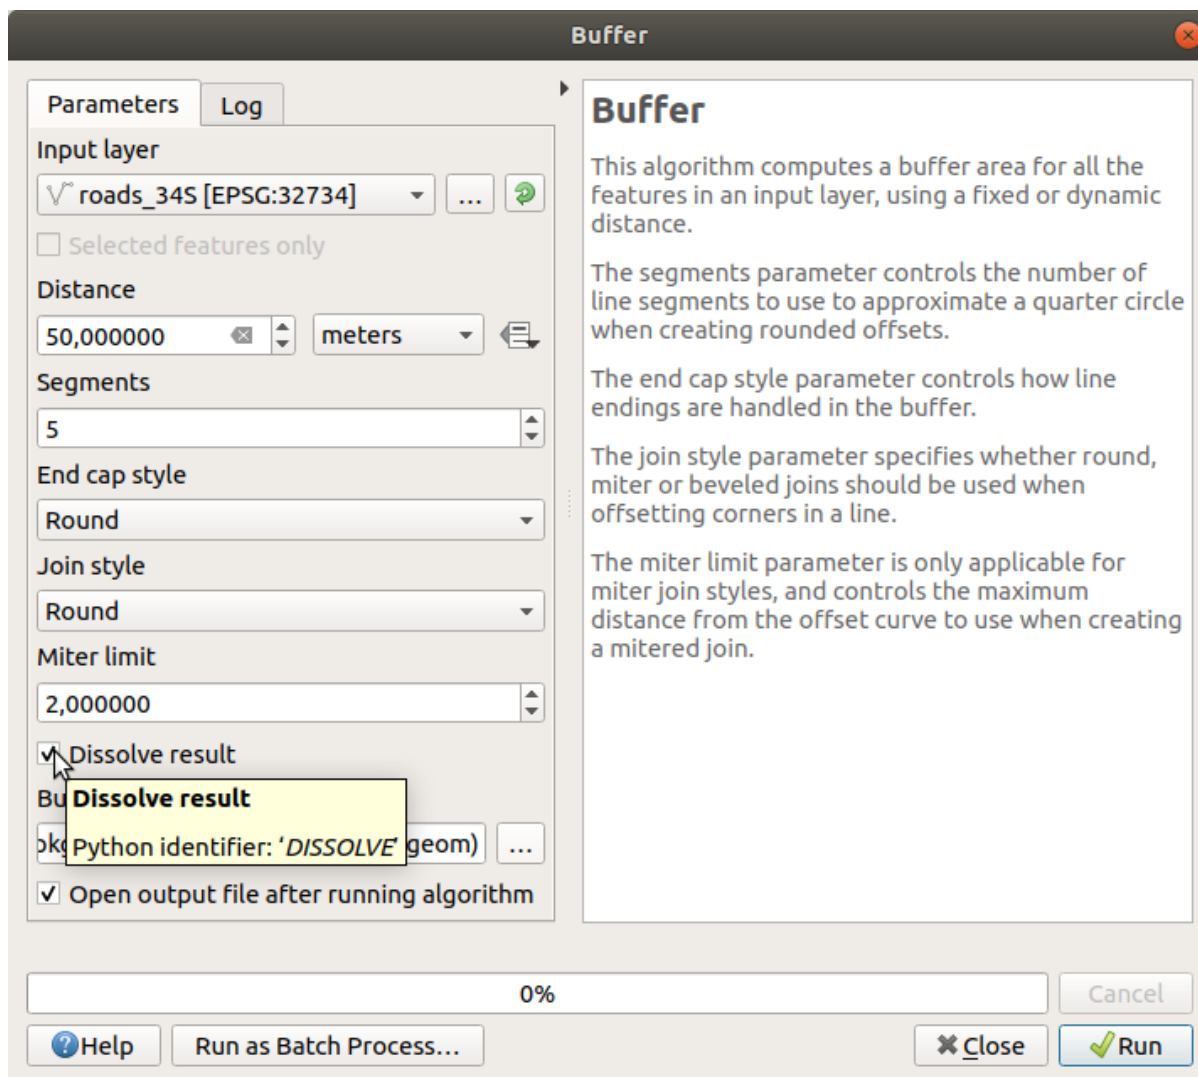 Buffer
Parameters
Log
Input layer
roads_34S [EPSG:32734]
...
Selected features only
Distance
50,000000
meters
Segments
5
End cap style
Round
Join style
Round
Miter limit
2,000000
Dissolve result
Bu
Dissolve result
Python identifier: ‘DISSOLVE’
geom)
...
Open output file after running algorithm
Buffer
This algorithm computes a buffer area for all the
features in an input layer, using a fixed or dynamic
distance.
The segments parameter controls the number of
line segments to use to approximate a quarter circle
when creating rounded offsets.
The end cap style parameter controls how line
endings are handled in the buffer.
The join style parameter specifies whether round,
miter or beveled joins should be used when
offsetting corners in a line.
The miter limit parameter is only applicable for
miter join styles, and controls the maximum
distance from the offset curve to use when creating
a mitered join.
0%
Cancel
Help
Run as Batch Process...
Close
Run